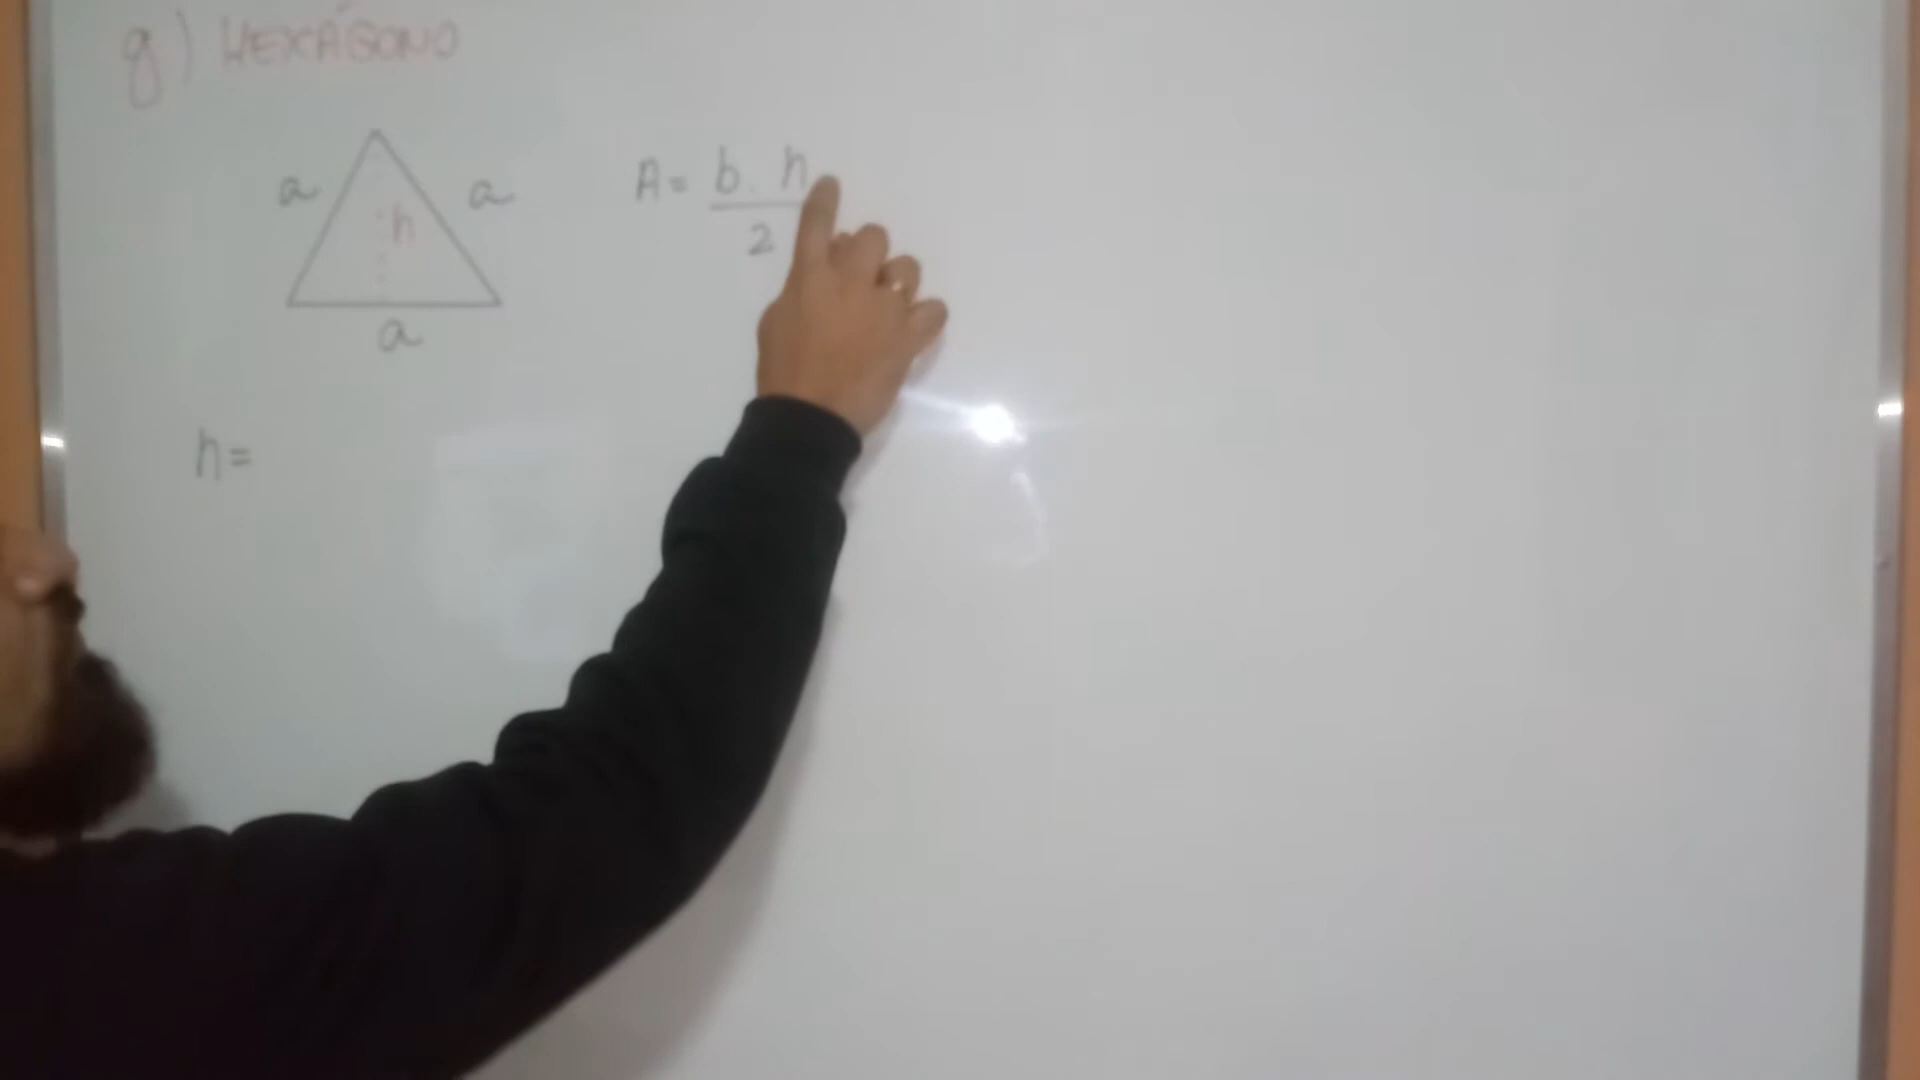 g) HEXÁGONO
a
a
h
a
A = b . h
2
h =